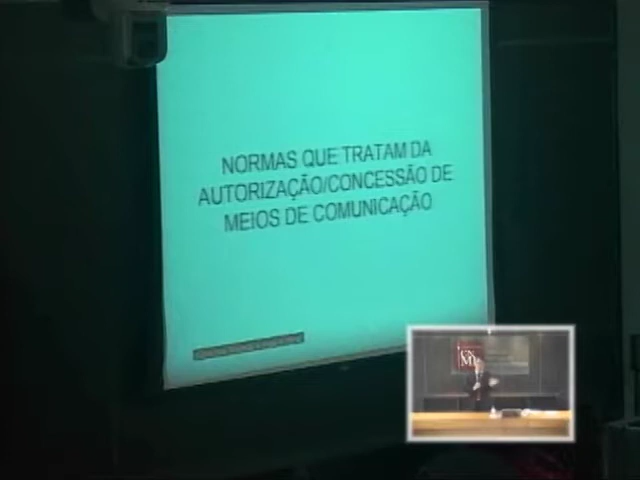 NORMAS QUE TRATAM DA
AUTORIZAÇÃO/CONCESSÃO DE
MEIOS DE COMUNICAÇÃO